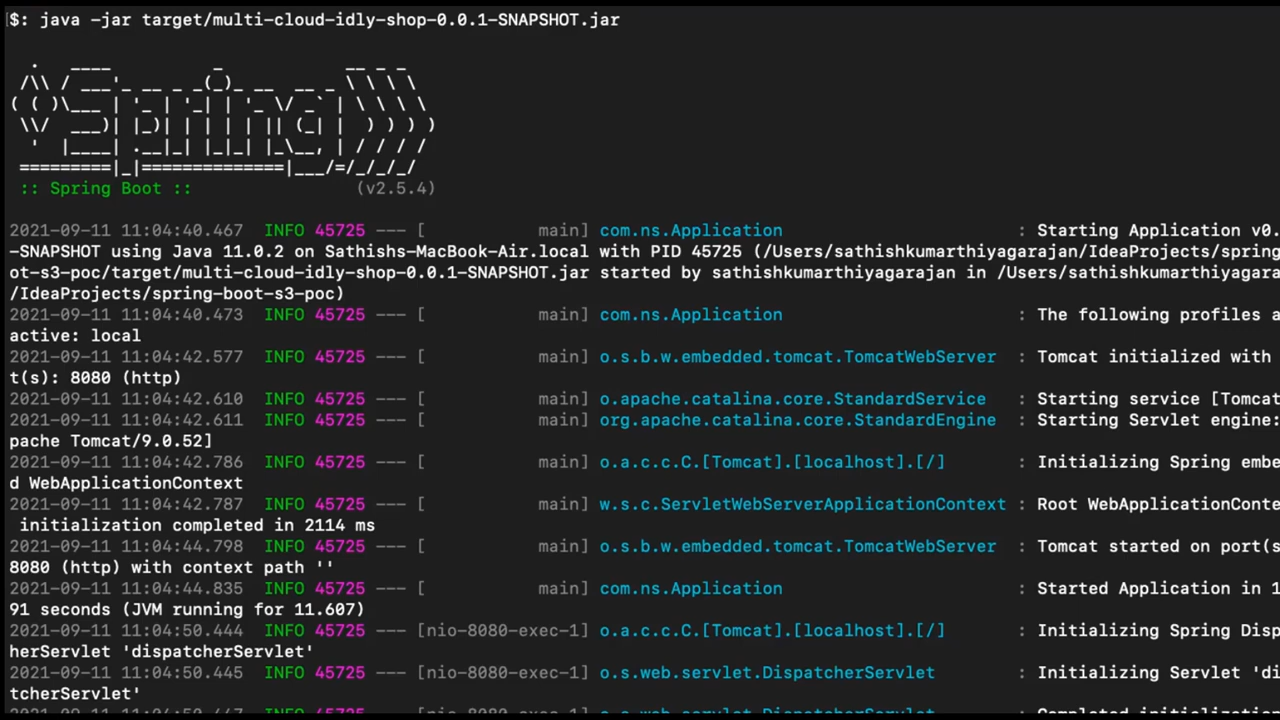 $: java -jar target/multi-cloud-idly-shop-0.0.1-SNAPSHOT.jar
Spring
:: Spring Boot :: (v2.5.4)
2021-09-11 11:04:40.467 INFO 45725 --- [ main] com.ns.Application : Starting Application v0.
-SNAPSHOT using Java 11.0.2 on Sathishs-MacBook-Air.local with PID 45725 (/Users/sathishkumarthiyagarajan/IdeaProjects/spring
ot-s3-poc/target/multi-cloud-idly-shop-0.0.1-SNAPSHOT.jar started by sathishkumarthiyagarajan in /Users/sathishkumarthiyagara
/IdeaProjects/spring-boot-s3-poc)
2021-09-11 11:04:40.473 INFO 45725 --- [ main] com.ns.Application : The following profiles a
active: local
2021-09-11 11:04:42.577 INFO 45725 --- [ main] o.s.b.w.embedded.tomcat.TomcatWebServer : Tomcat initialized with
t(s): 8080 (http)
2021-09-11 11:04:42.610 INFO 45725 --- [ main] o.apache.catalina.core.StandardService : Starting service [Tomcat
2021-09-11 11:04:42.611 INFO 45725 --- [ main] org.apache.catalina.core.StandardEngine : Starting Servlet engine:
pache Tomcat/9.0.52]
2021-09-11 11:04:42.786 INFO 45725 --- [ main] o.a.c.c.C.[Tomcat].[localhost].[/] : Initializing Spring embe
d WebApplicationContext
2021-09-11 11:04:42.787 INFO 45725 --- [ main] w.s.c.ServletWebServerApplicationContext : Root WebApplicationConte
initialization completed in 2114 ms
2021-09-11 11:04:44.798 INFO 45725 --- [ main] o.s.b.w.embedded.tomcat.TomcatWebServer : Tomcat started on port(s
8080 (http) with context path ''
2021-09-11 11:04:44.835 INFO 45725 --- [ main] com.ns.Application : Started Application in 1
91 seconds (JVM running for 11.607)
2021-09-11 11:04:50.444 INFO 45725 --- [nio-8080-exec-1] o.a.c.c.C.[Tomcat].[localhost].[/] : Initializing Spring Disp
herServlet 'dispatcherServlet'
2021-09-11 11:04:50.445 INFO 45725 --- [nio-8080-exec-1] o.s.web.servlet.DispatcherServlet : Initializing Servlet 'di
tcherServlet'